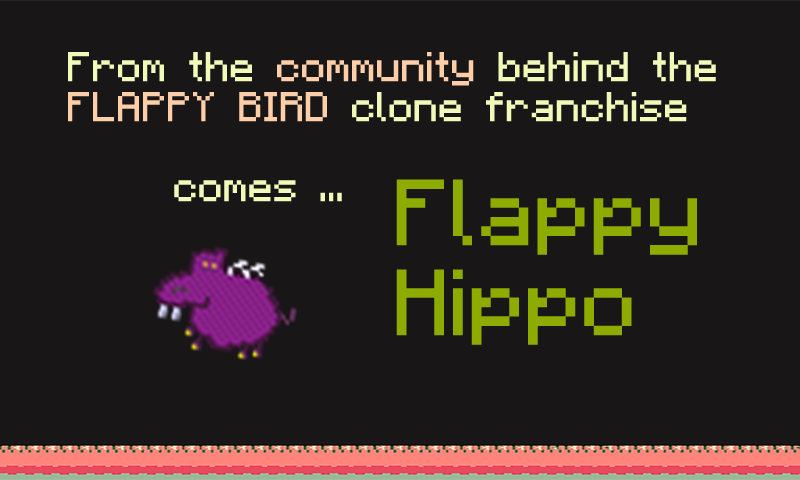 From the community behind the
FLAPPY BIRD clone franchise
comes ...
Flappy
Hippo